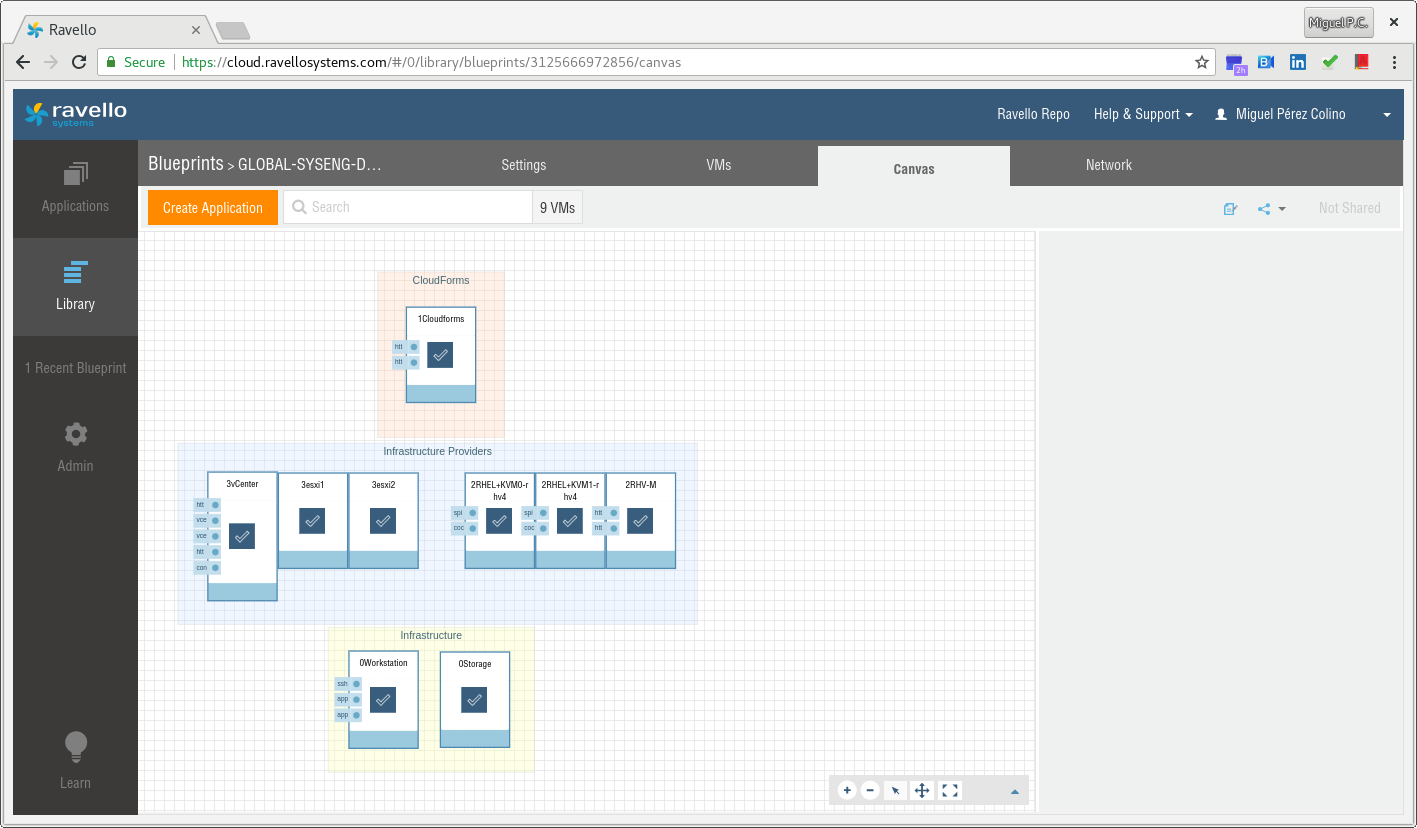 Ravello
Miguel P.C.
Secure
https://cloud.ravellosystems.com/#/0/library/blueprints/3125666972856/canvas
2h
ravello
systems
Ravello Repo
Help & Support
Miguel Pérez Colino
Applications
Library
1 Recent Blueprint
Admin
Learn
Blueprints > GLOBAL-SYSENG-D...
Settings
VMs
Canvas
Network
Create Application
Search
9 VMs
Not Shared
CloudForms
1Cloudforms
htt
htt
Infrastructure Providers
3vCenter
htt
vce
vce
htt
con
3esxi1
3esxi2
2RHEL+KVM0-r
hv4
spi
coc
2RHEL+KVM1-r
hv4
spi
coc
2RHV-M
htt
htt
Infrastructure
0Workstation
ssh
app
app
0Storage